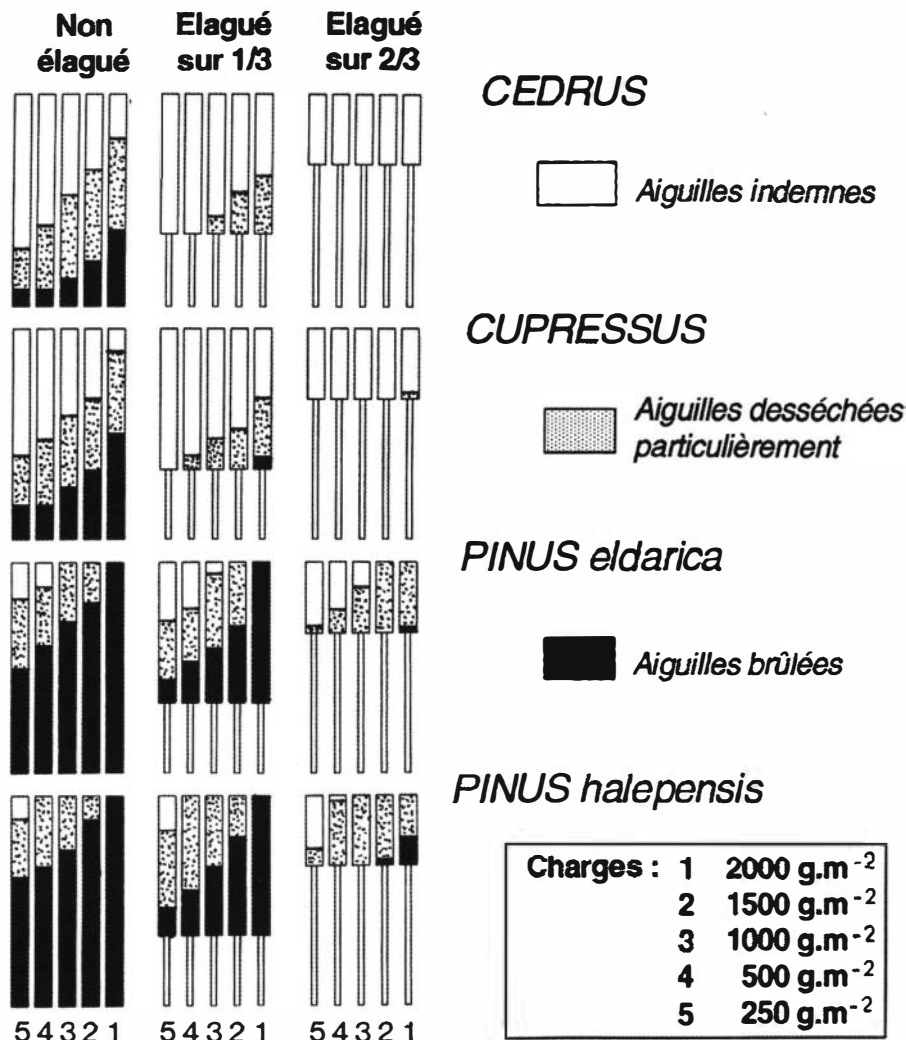 Non
élagué
Elagué
sur 1/3
Elagué
sur 2/3
CEDRUS
Aiguilles indemnes
CUPRESSUS
Aiguilles desséchées
particulièrement
PINUS eldarica
Aiguilles brûlées
PINUS halepensis
Charges : 1 2000 g.m⁻²
2 1500 g.m⁻²
3 1000 g.m⁻²
4 500 g.m⁻²
5 250 g.m⁻²
5 4 3 2 1 5 4 3 2 1 5 4 3 2 1